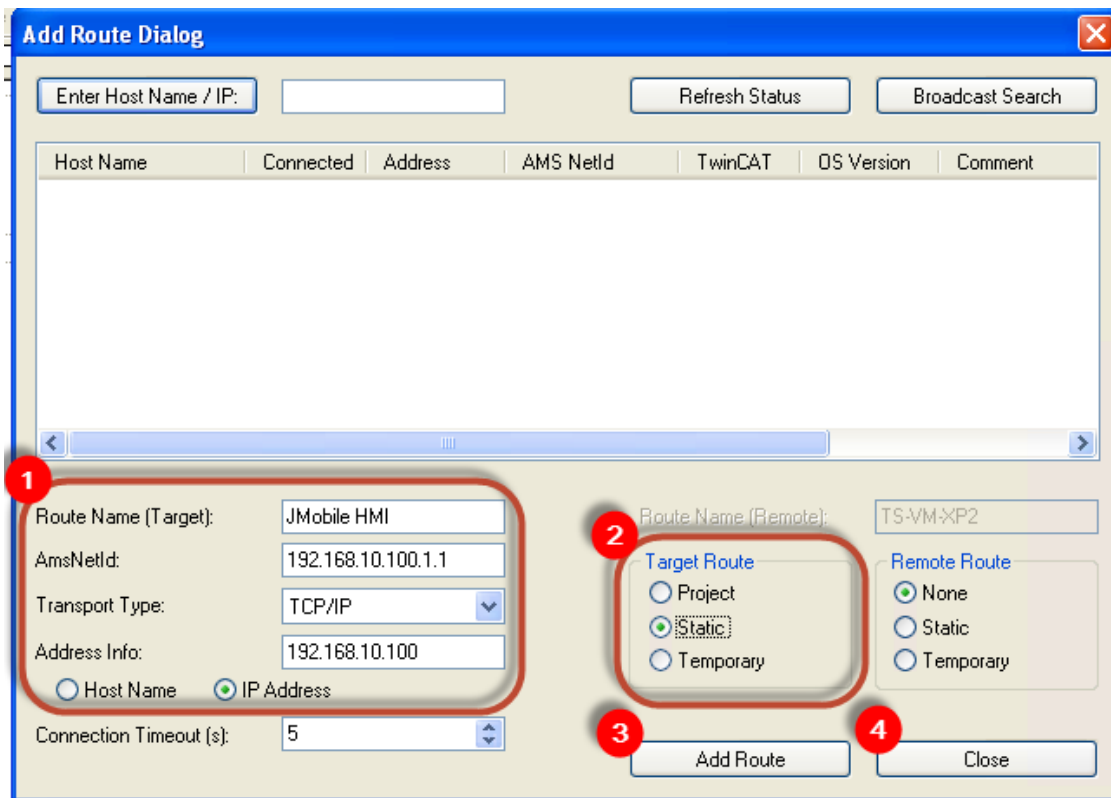 Add Route Dialog
Enter Host Name / IP: Refresh Status Broadcast Search
Host Name Connected Address AMS NetId TwinCAT OS Version Comment
1
Route Name (Target): JMobile HMI
AmsNetId: 192.168.10.100.1.1
Transport Type: TCP/IP
Address Info: 192.168.10.100
Host Name IP Address
Connection Timeout (s): 5
Route Name (Remote): TS-VM-XP2
2
Target Route
Project
Static
Temporary
Remote Route
None
Static
Temporary
3
Add Route
4
Close